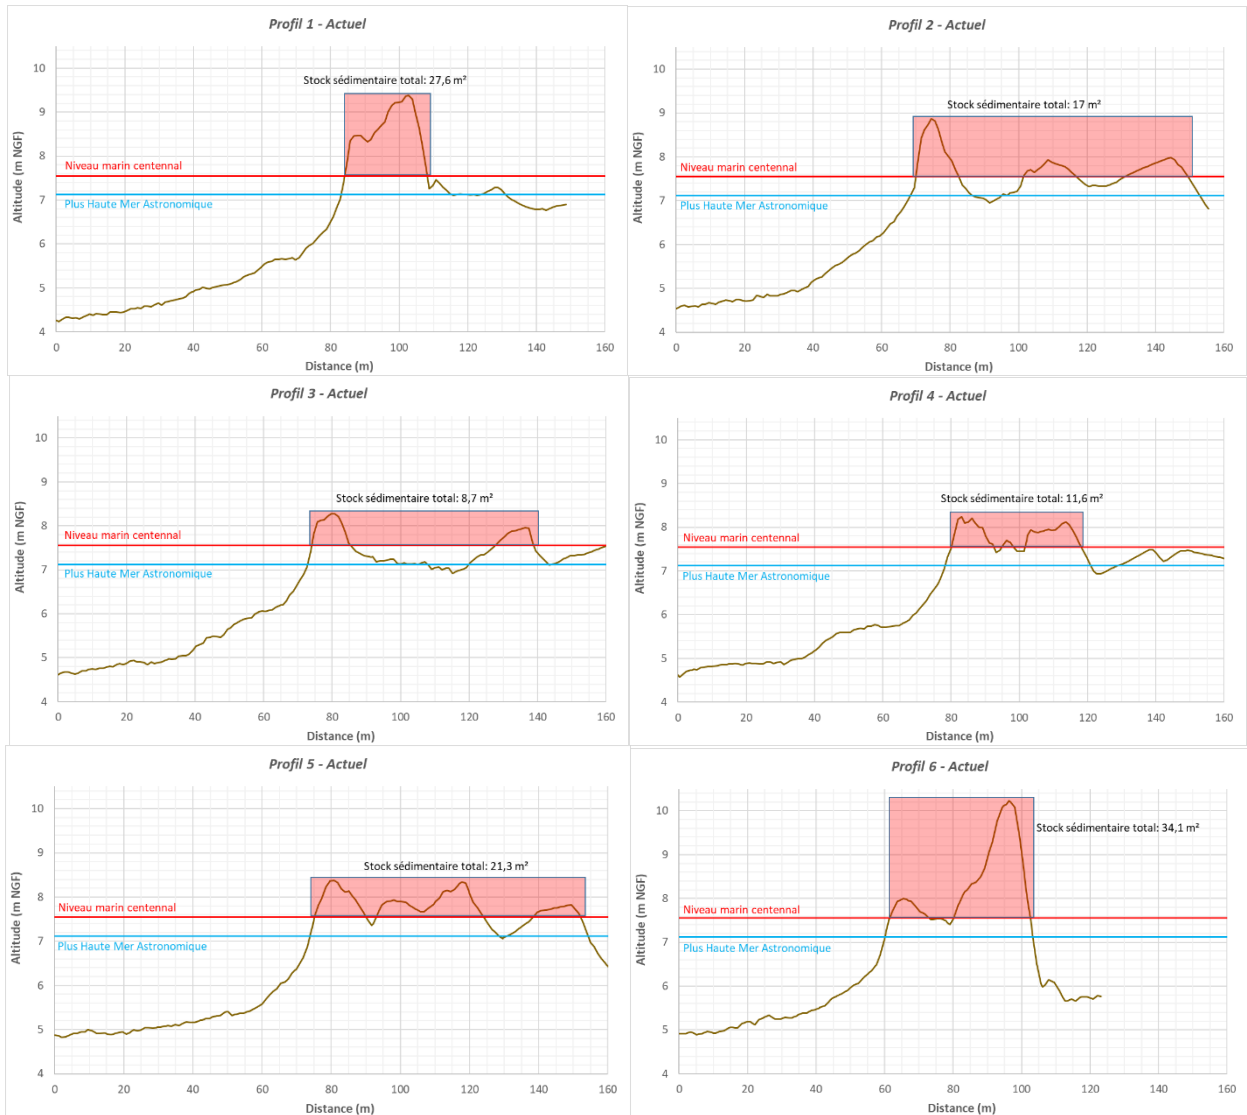 Profil 1 - Actuel
Altitude (m NGF)
10
9
8
7
6
5
4
Stock sédimentaire total: 27,6 m²
Niveau marin centennal
Plus Haute Mer Astronomique
0 20 40 60 80 100 120 140 160
Distance (m)
Profil 2 - Actuel
Altitude (m NGF)
10
9
8
7
6
5
4
Stock sédimentaire total: 17 m²
Niveau marin centennal
Plus Haute Mer Astronomique
0 20 40 60 80 100 120 140 160
Distance (m)
Profil 3 - Actuel
Altitude (m NGF)
10
9
8
7
6
5
4
Stock sédimentaire total: 8,7 m²
Niveau marin centennal
Plus Haute Mer Astronomique
0 20 40 60 80 100 120 140 160
Distance (m)
Profil 4 - Actuel
Altitude (m NGF)
10
9
8
7
6
5
4
Stock sédimentaire total: 11,6 m²
Niveau marin centennal
Plus Haute Mer Astronomique
0 20 40 60 80 100 120 140 160
Distance (m)
Profil 5 - Actuel
Altitude (m NGF)
10
9
8
7
6
5
4
Stock sédimentaire total: 21,3 m²
Niveau marin centennal
Plus Haute Mer Astronomique
0 20 40 60 80 100 120 140 160
Distance (m)
Profil 6 - Actuel
Altitude (m NGF)
10
9
8
7
6
5
4
Stock sédimentaire total: 34,1 m²
Niveau marin centennal
Plus Haute Mer Astronomique
0 20 40 60 80 100 120 140 160
Distance (m)